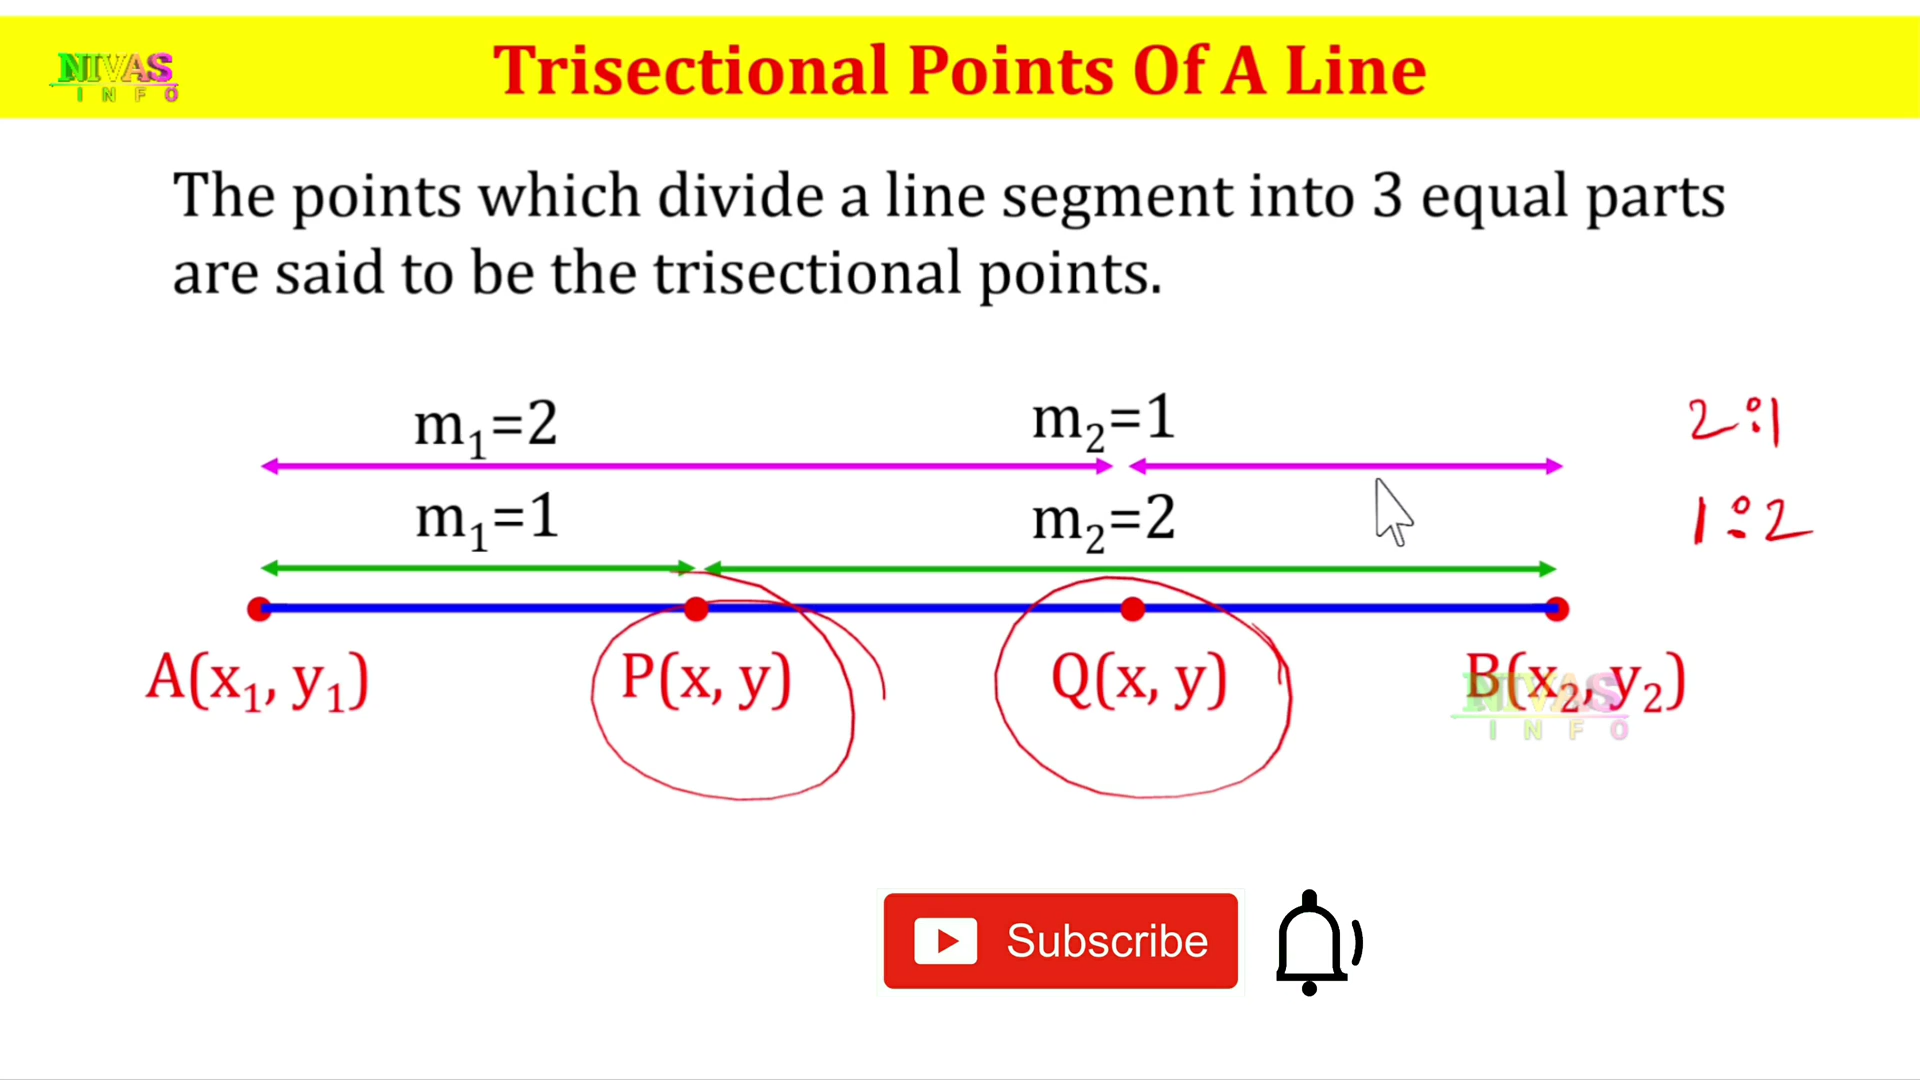 NIVAS
INFO
Trisectional Points Of A Line
The points which divide a line segment into 3 equal parts
are said to be the trisectional points.
m₁=2 m₂=1 2:1
m₁=1 m₂=2 1:2
A(x₁, y₁) P(x, y) Q(x, y) B(x₂, y₂)
NIVAS
INFO
Subscribe